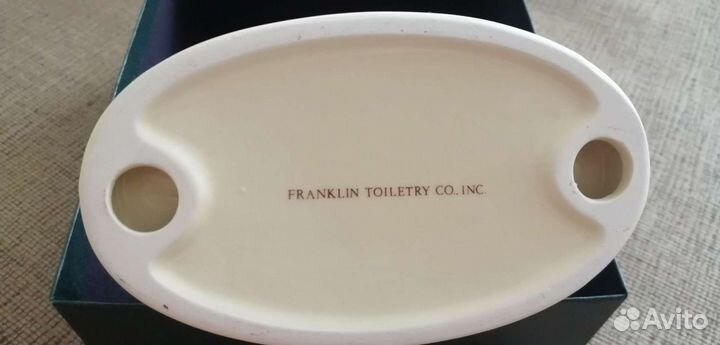 FRANKLIN TOILETRY CO., INC.
Avito